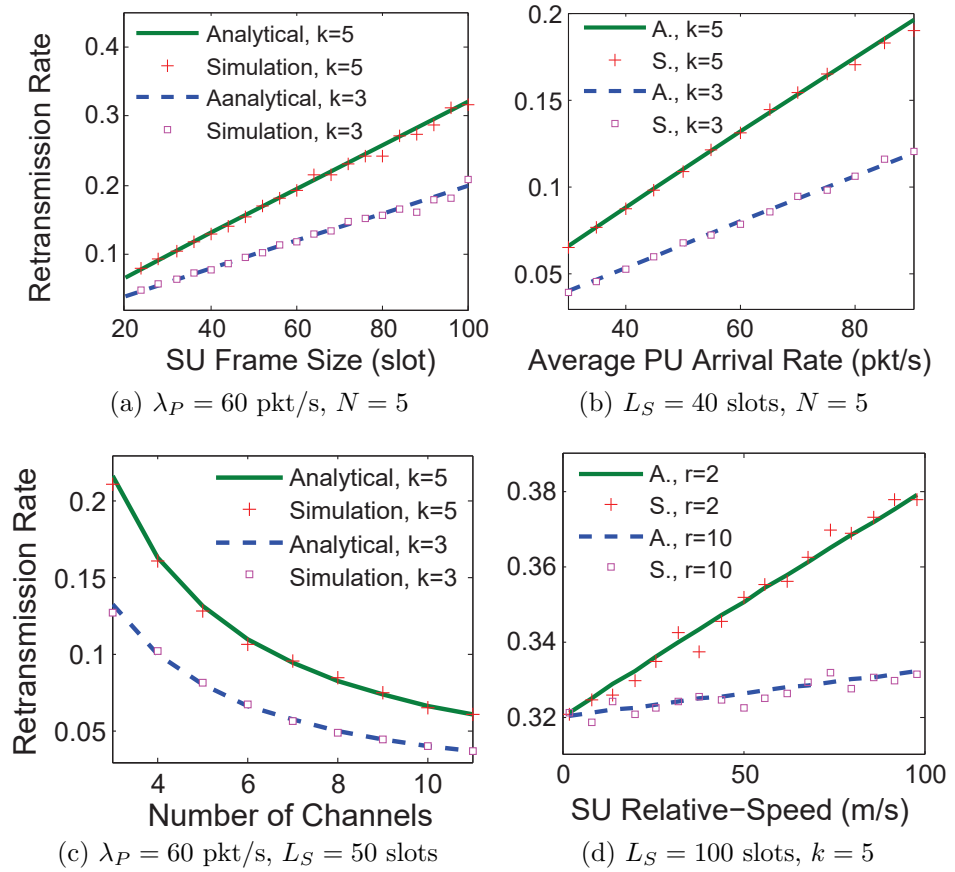 Retransmission Rate
0.4
0.3
0.2
0.1
Analytical, k=5
Simulation, k=5
Aanalytical, k=3
Simulation, k=3
20 40 60 80 100
SU Frame Size (slot)
(a) λ_P = 60 pkt/s, N = 5
0.2
0.15
0.1
0.05
A., k=5
S., k=5
A., k=3
S., k=3
40 60 80
Average PU Arrival Rate (pkt/s)
(b) L_S = 40 slots, N = 5
Retransmission Rate
0.2
0.15
0.1
0.05
Analytical, k=5
Simulation, k=5
Analytical, k=3
Simulation, k=3
4 6 8 10
Number of Channels
(c) λ_P = 60 pkt/s, L_S = 50 slots
0.38
0.36
0.34
0.32
A., r=2
S., r=2
A., r=10
S., r=10
0 50 100
SU Relative−Speed (m/s)
(d) L_S = 100 slots, k = 5